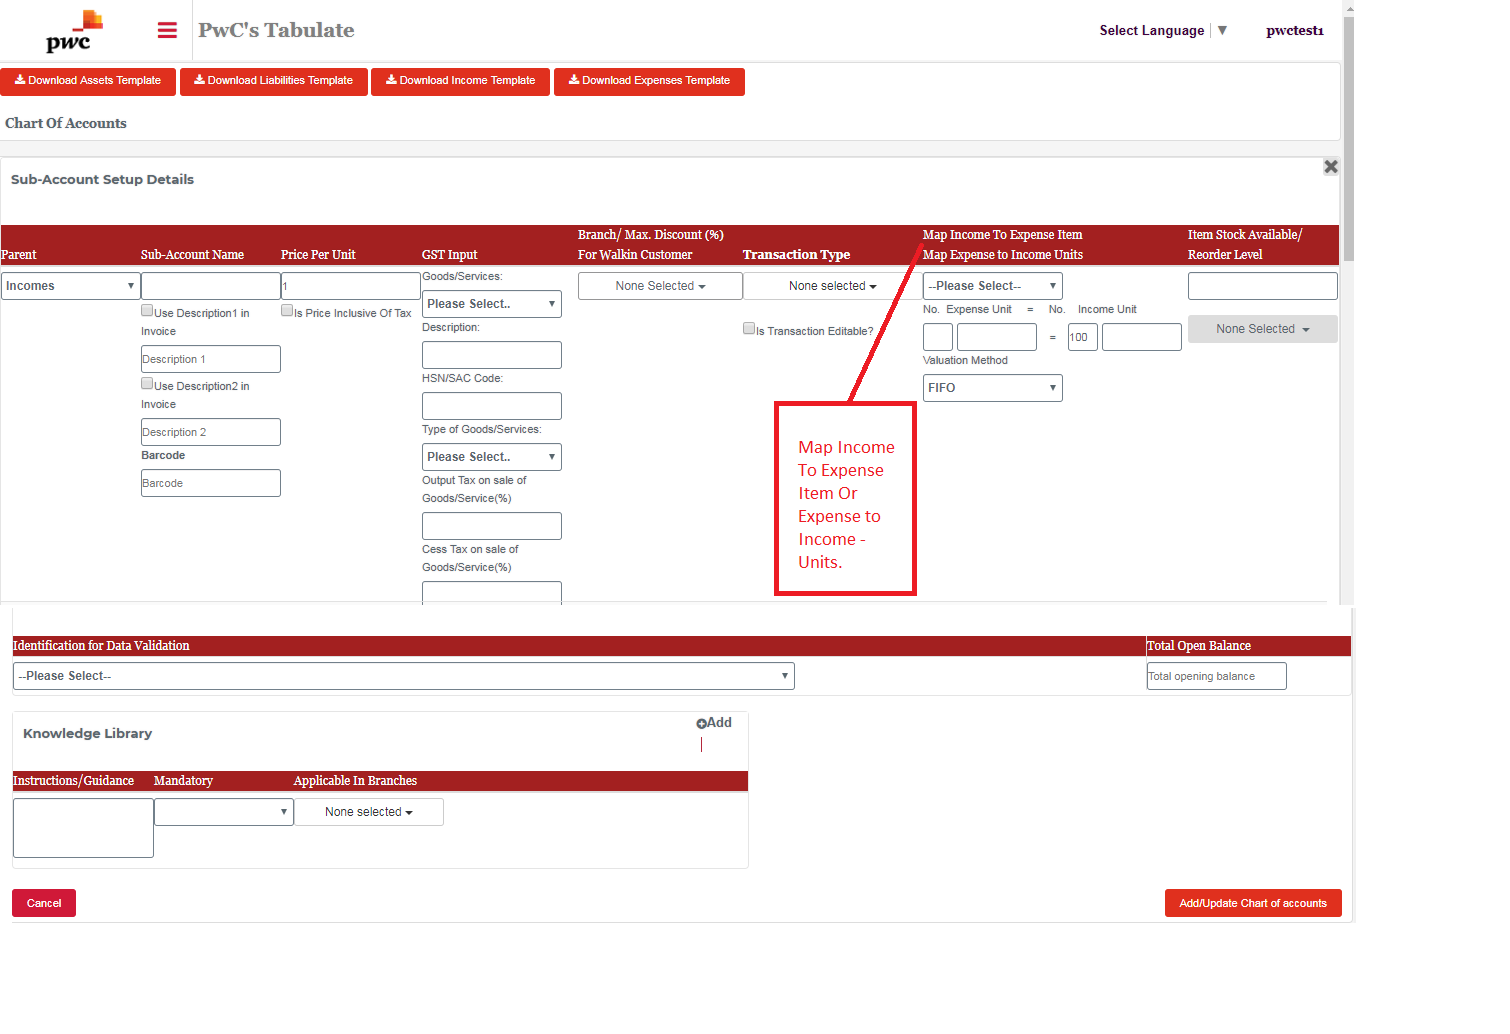 pwc
PwC's Tabulate
Select Language
pwctest1
Download Assets Template
Download Liabilities Template
Download Income Template
Download Expenses Template
Chart Of Accounts
Sub-Account Setup Details
Parent
Sub-Account Name
Price Per Unit
GST Input
Branch/ Max. Discount (%)
For Walkin Customer
Transaction Type
Map Income To Expense Item
Map Expense to Income Units
Item Stock Available/
Reorder Level
Incomes
Use Description1 in
Invoice
Description 1
Use Description2 in
Invoice
Description 2
Barcode
Barcode
1
Is Price Inclusive Of Tax
Goods/Services:
Please Select..
Description:
HSN/SAC Code:
Type of Goods/Services:
Please Select..
Output Tax on sale of
Goods/Service(%)
Cess Tax on sale of
Goods/Service(%)
None Selected
None selected
Is Transaction Editable?
--Please Select--
No. Expense Unit = No. Income Unit
= 100
Valuation Method
FIFO
None Selected
Map Income
To Expense
Item Or
Expense to
Income -
Units.
Identification for Data Validation
Total Open Balance
--Please Select--
Total opening balance
Knowledge Library
Add
Instructions/Guidance
Mandatory
Applicable In Branches
None selected
Cancel
Add/Update Chart of accounts